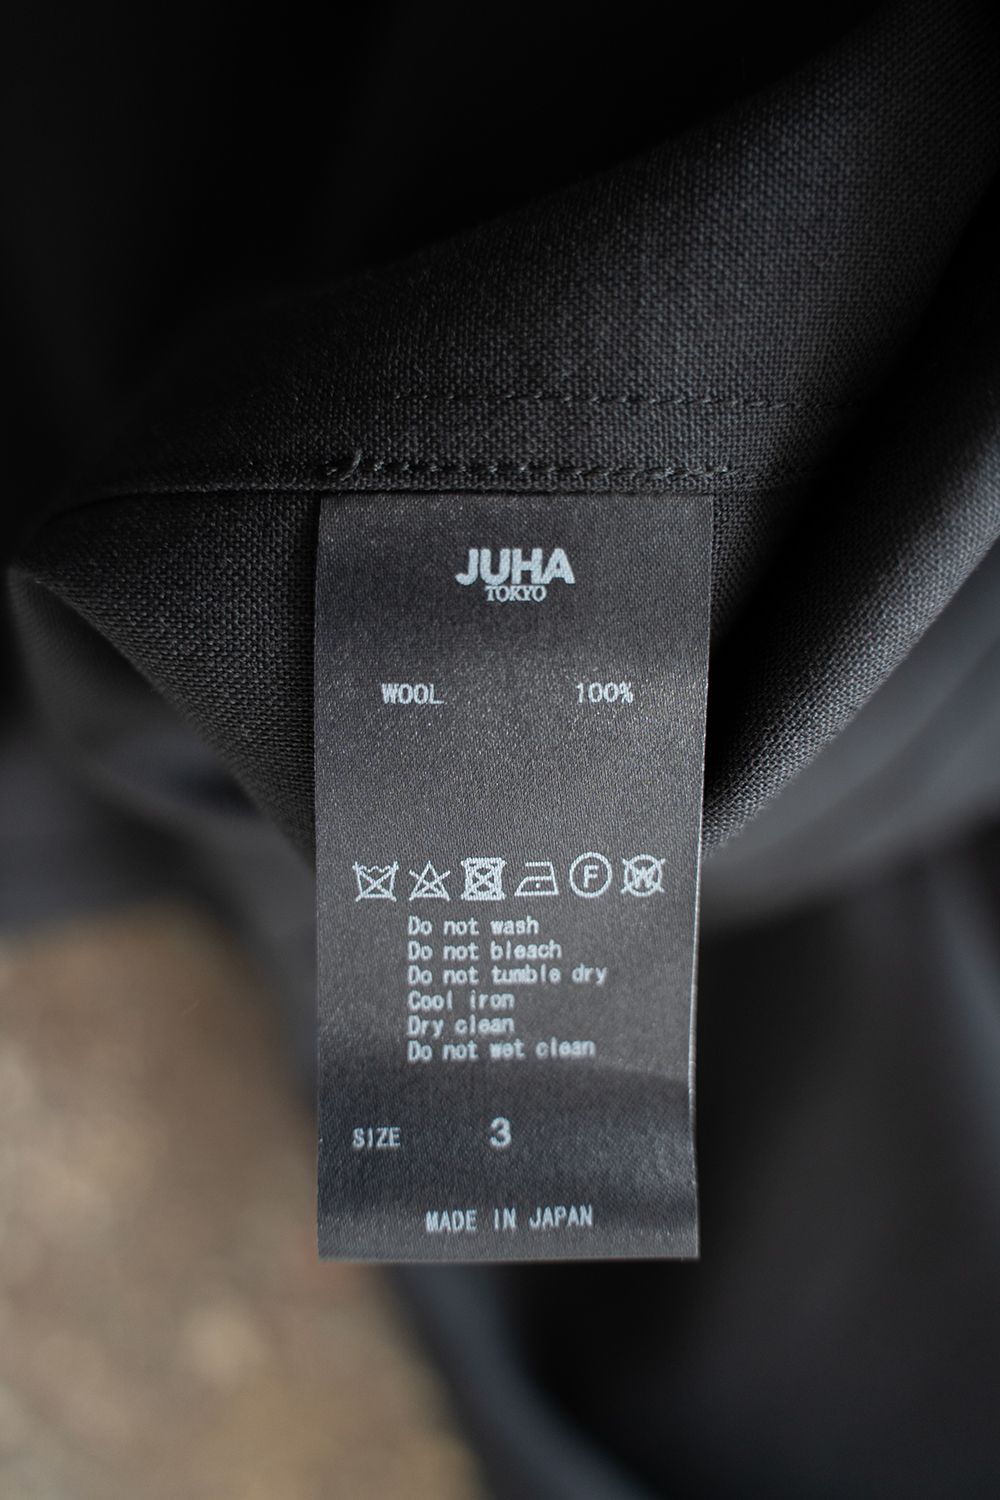 JUHA
TOKYO
WOOL 100%
F W
Do not wash
Do not bleach
Do not tumble dry
Cool iron
Dry clean
Do not wet clean
SIZE 3
MADE IN JAPAN